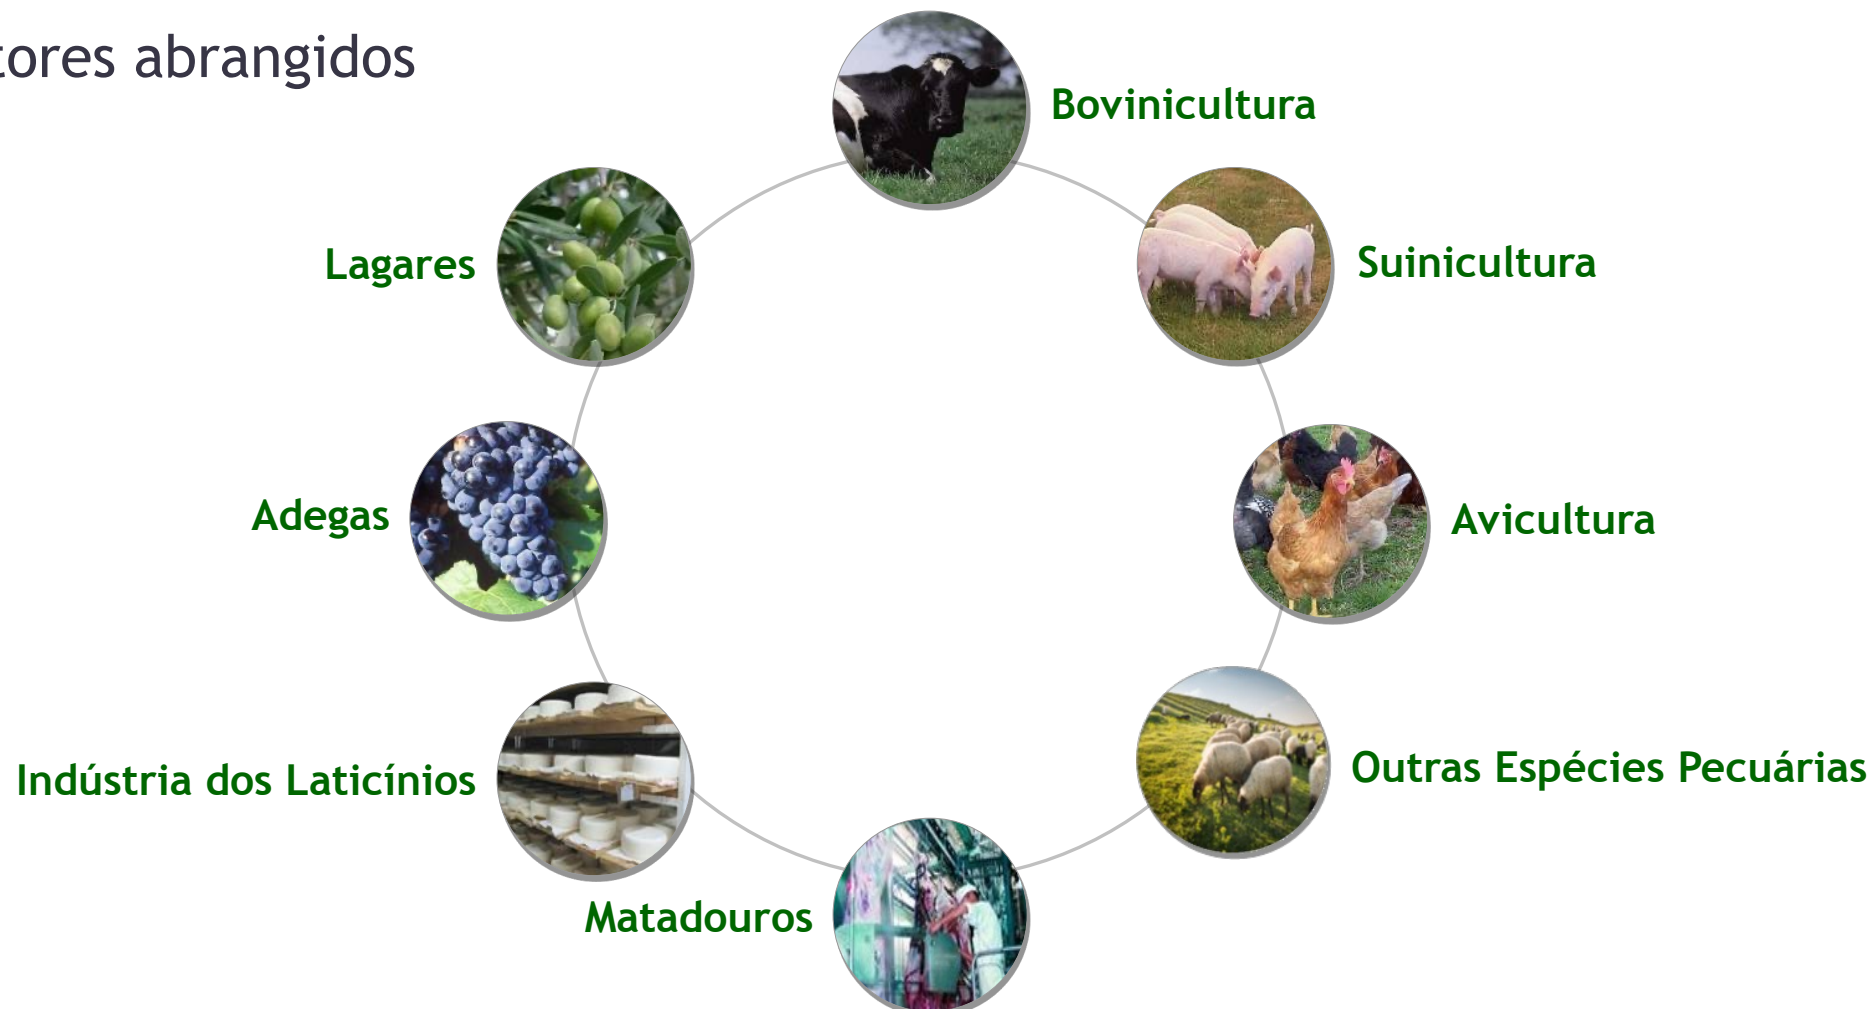 tores abrangidos
Bovinicultura
Suinicultura
Avicultura
Outras Espécies Pecuárias
Matadouros
Indústria dos Laticínios
Adegas
Lagares